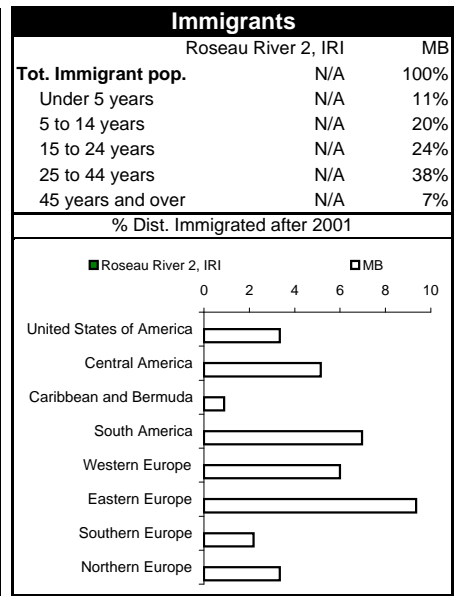 Immigrants
Roseau River 2, IRI MB
Tot. Immigrant pop. N/A 100%
Under 5 years N/A 11%
5 to 14 years N/A 20%
15 to 24 years N/A 24%
25 to 44 years N/A 38%
45 years and over N/A 7%
% Dist. Immigrated after 2001
Roseau River 2, IRI MB
0 2 4 6 8 10
United States of America
Central America
Caribbean and Bermuda
South America
Western Europe
Eastern Europe
Southern Europe
Northern Europe